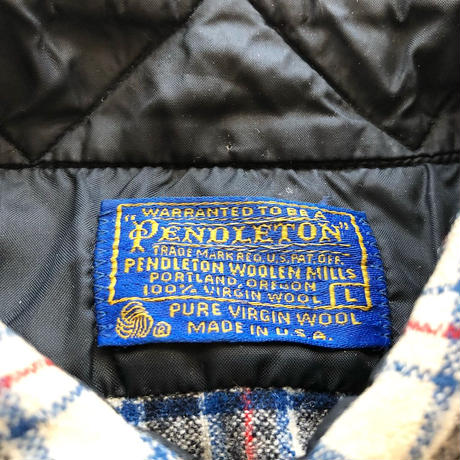 WARRANTED TO BE A
"PENDLETON"
TRADE MARK REG. U.S. PAT. OFF.
PENDLETON WOOLEN MILLS
PORTLAND, OREGON
100% VIRGIN WOOL L
PURE VIRGIN WOOL
® MADE IN U.S.A.